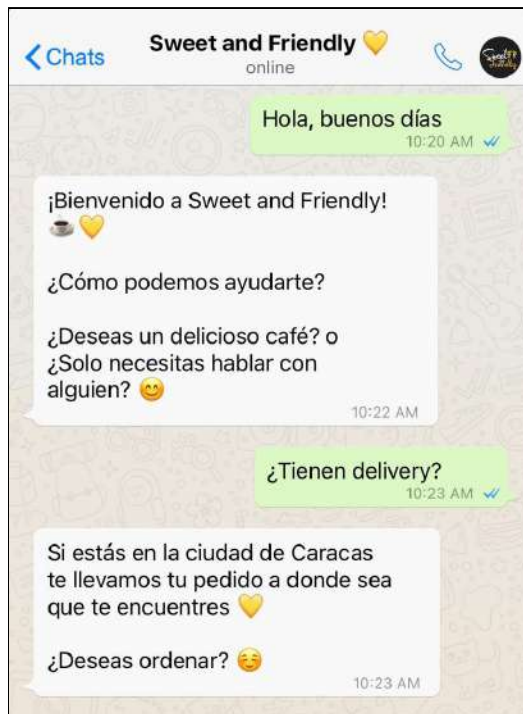 Chats
Sweet and Friendly 💛
online
Hola, buenos días
10:20 AM
¡Bienvenido a Sweet and Friendly!
☕💛
¿Cómo podemos ayudarte?
¿Deseas un delicioso café? o
¿Solo necesitas hablar con
alguien? 😊
10:22 AM
¿Tienen delivery?
10:23 AM
Si estás en la ciudad de Caracas
te llevamos tu pedido a donde sea
que te encuentres 💛
¿Deseas ordenar? ☺️
10:23 AM